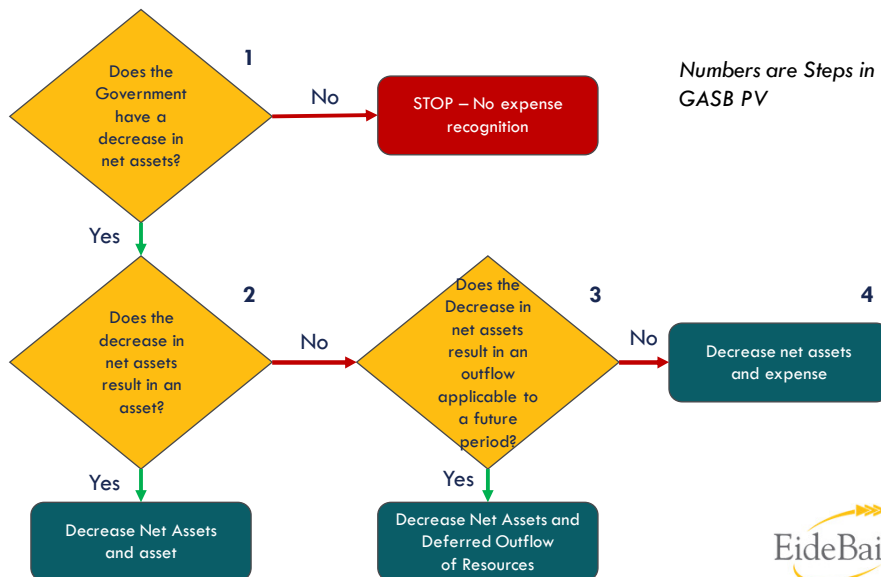 1
Does the
Government
have a
decrease in
net assets?
No
STOP – No expense
recognition
Numbers are Steps in
GASB PV
Yes
2
Does the
decrease in
net assets
result in an
asset?
No
3
Does the
Decrease in
net assets
result in an
outflow
applicable to
a future
period?
No
4
Decrease net assets
and expense
Yes
Decrease Net Assets
and asset
Yes
Decrease Net Assets and
Deferred Outflow
of Resources
EideBai